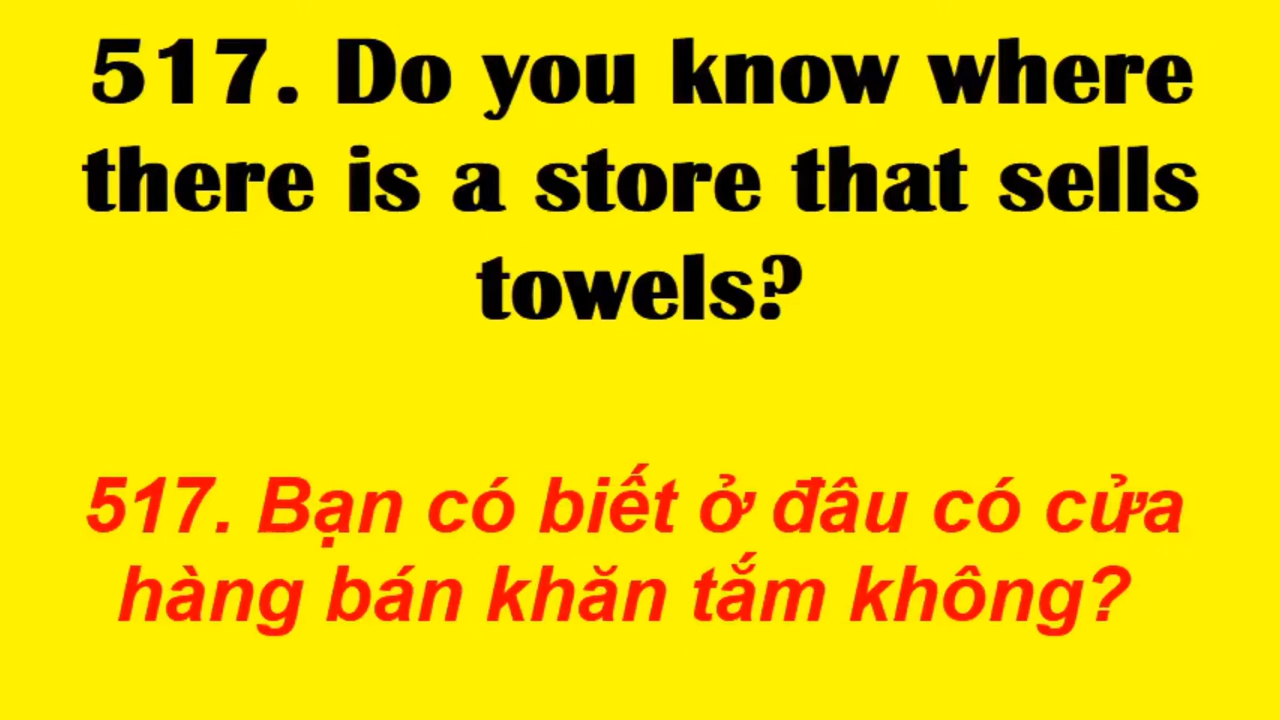 517. Do you know where
there is a store that sells
towels?
517. Bạn có biết ở đâu có cửa
hàng bán khăn tắm không?